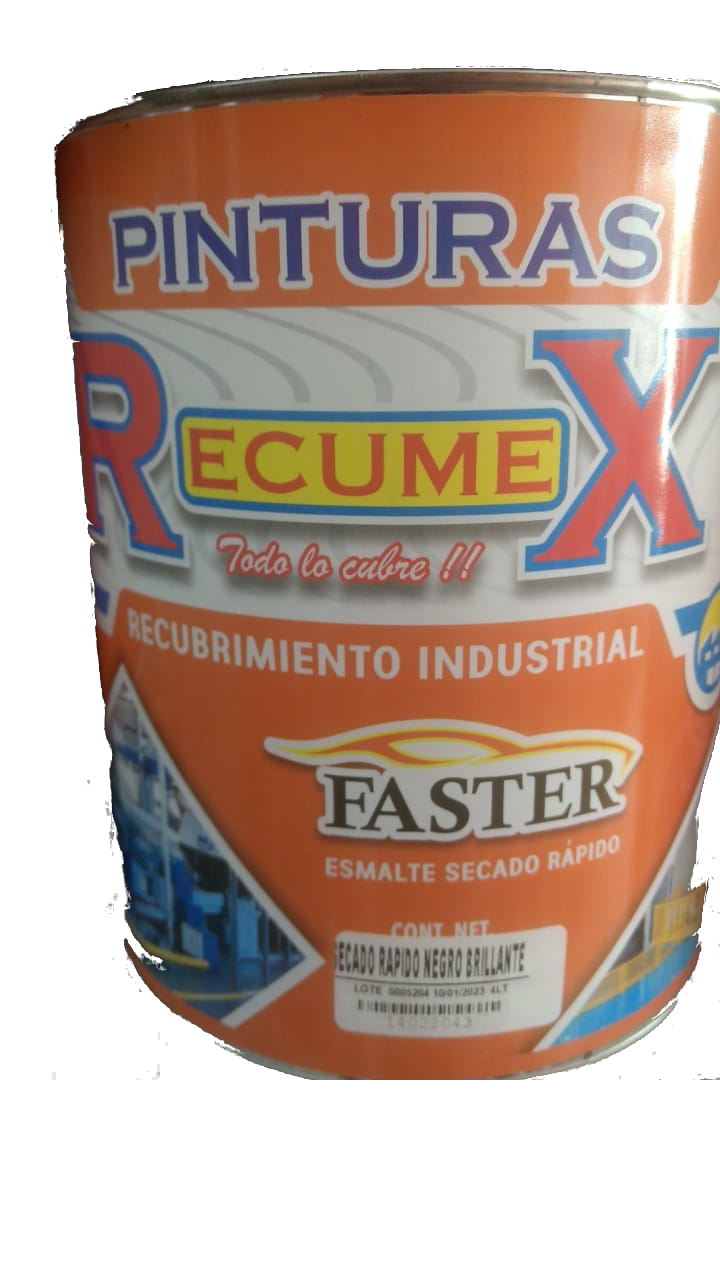 PINTURAS
RECUMEX
Todo lo cubre !!
RECUBRIMIENTO INDUSTRIAL
FASTER
ESMALTE SECADO RÁPIDO
CONT. NET.
SECADO RAPIDO NEGRO BRILLANTE
LOTE 0005204 10/01/2023 4LT
14022043